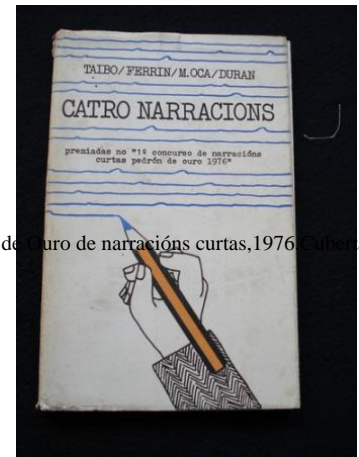 TAIBO/FERRIN/M.OCA/DURAN
CATRO NARRACIONS
premiadas no "1º concurso de narracións
curtas pedrón de ouro 1976"
de Ouro de narracións curtas,1976.Cubert